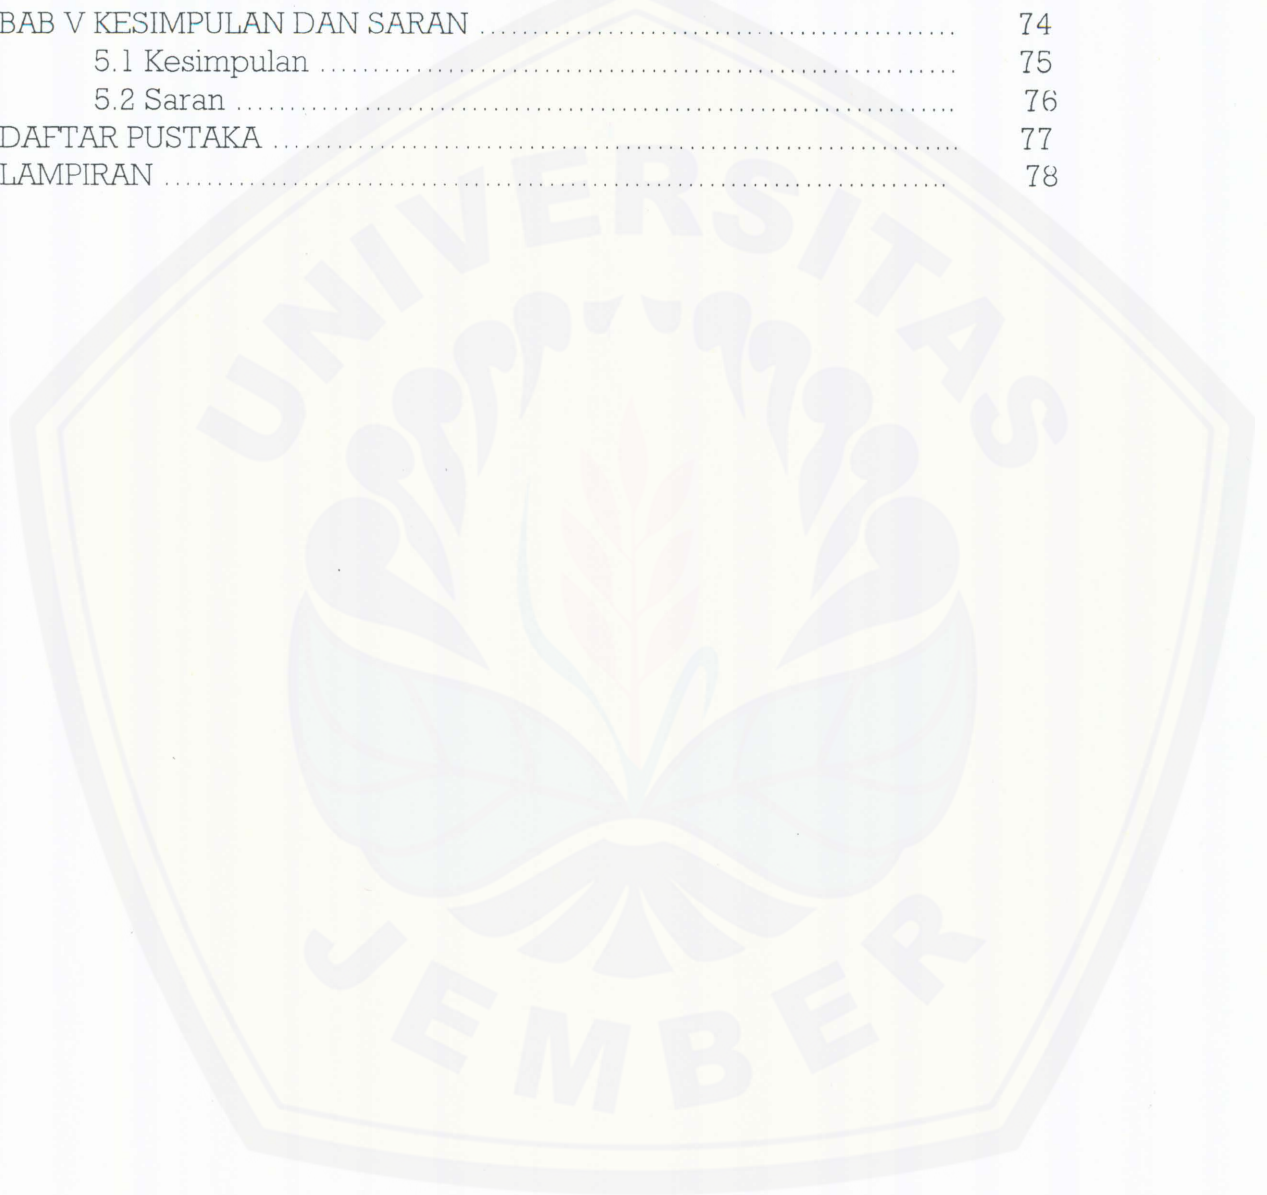 BAB V KESIMPULAN DAN SARAN ........................................... 74
5.1 Kesimpulan ........................................................... 75
5.2 Saran ................................................................... 76
DAFTAR PUSTAKA ................................................................ 77
LAMPIRAN ......................................................................... 78
UNIVERSITAS
JEMBER